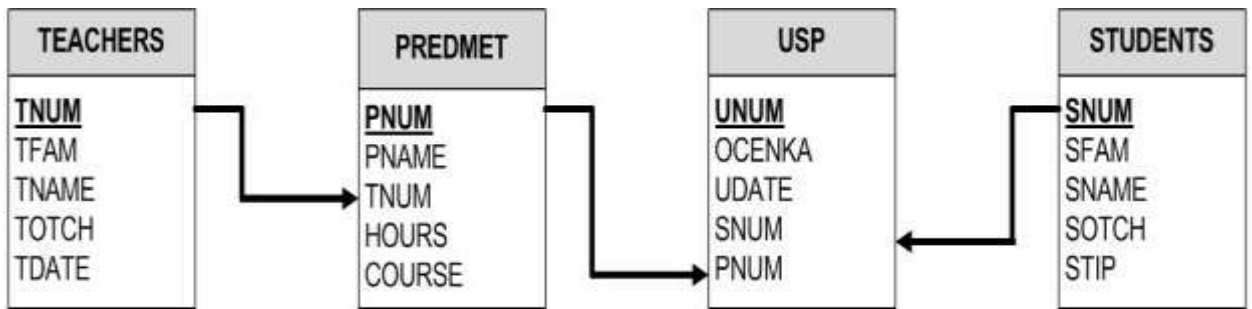 TEACHERS
TNUM
TFAM
TNAME
TOTCH
TDATE
PREDMET
PNUM
PNAME
TNUM
HOURS
COURSE
USP
UNUM
OCENKA
UDATE
SNUM
PNUM
STUDENTS
SNUM
SFAM
SNAME
SOTCH
STIP